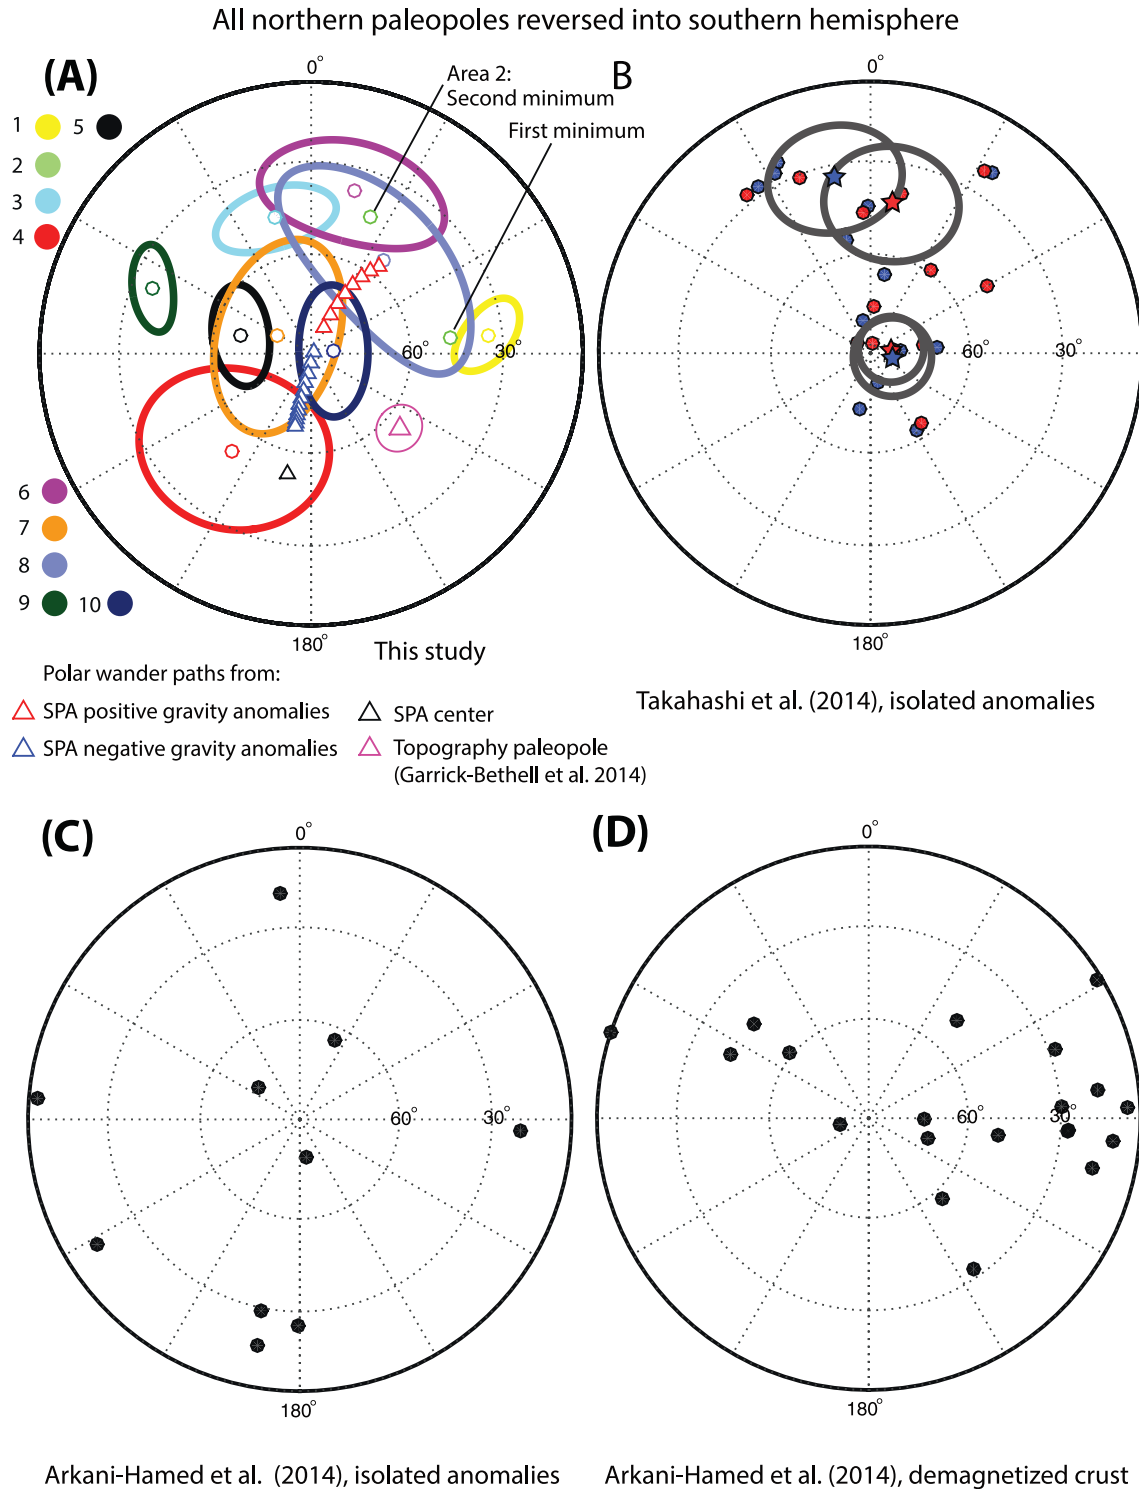 All northern paleopoles reversed into southern hemisphere
(A)
0°
Area 2:
Second minimum
First minimum
1
5
2
3
4
60°
30°
6
7
8
9
10
180°
B
0°
60°
30°
180°
This study
Polar wander paths from:
SPA positive gravity anomalies
SPA center
SPA negative gravity anomalies
Topography paleopole
(Garrick-Bethell et al. 2014)
Takahashi et al. (2014), isolated anomalies
(C)
0°
60°
30°
180°
Arkani-Hamed et al. (2014), isolated anomalies
(D)
0°
60°
30°
180°
Arkani-Hamed et al. (2014), demagnetized crust